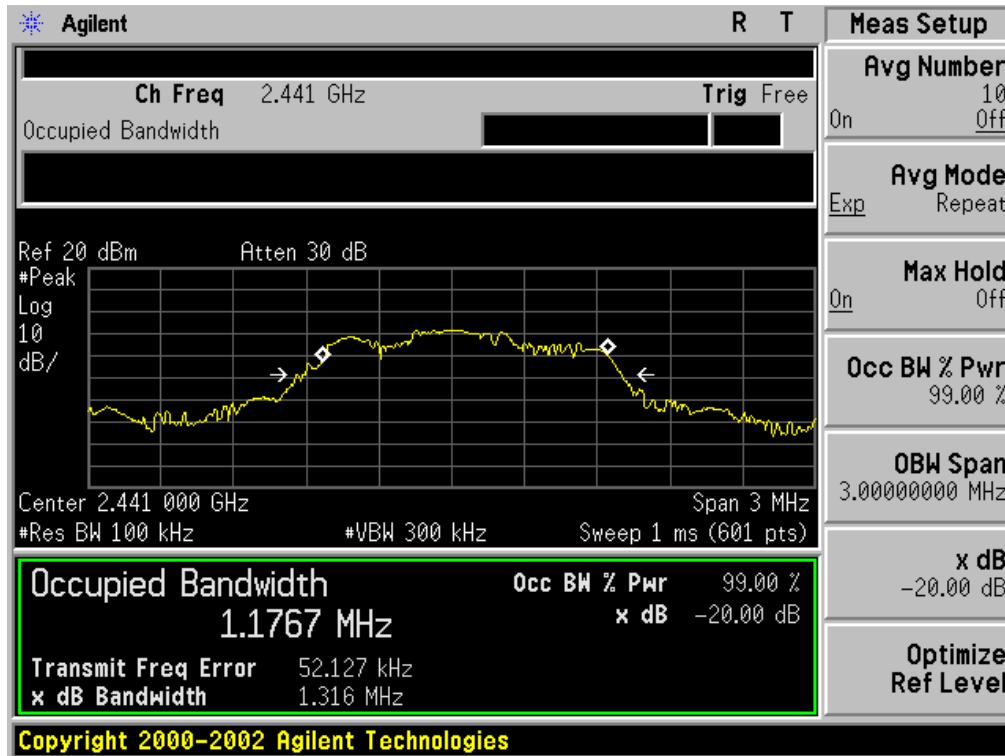 Agilent R T
Ch Freq 2.441 GHz Trig Free
Occupied Bandwidth
Ref 20 dBm Atten 30 dB
#Peak
Log
10
dB/
Center 2.441 000 GHz Span 3 MHz
#Res BW 100 kHz #VBW 300 kHz Sweep 1 ms (601 pts)
Occupied Bandwidth Occ BW % Pwr 99.00 %
1.1767 MHz x dB -20.00 dB
Transmit Freq Error 52.127 kHz
x dB Bandwidth 1.316 MHz
Copyright 2000-2002 Agilent Technologies
Meas Setup
Avg Number
10
On Off
Avg Mode
Exp Repeat
Max Hold
On Off
Occ BW % Pwr
99.00 %
OBW Span
3.00000000 MHz
x dB
-20.00 dB
Optimize
Ref Level